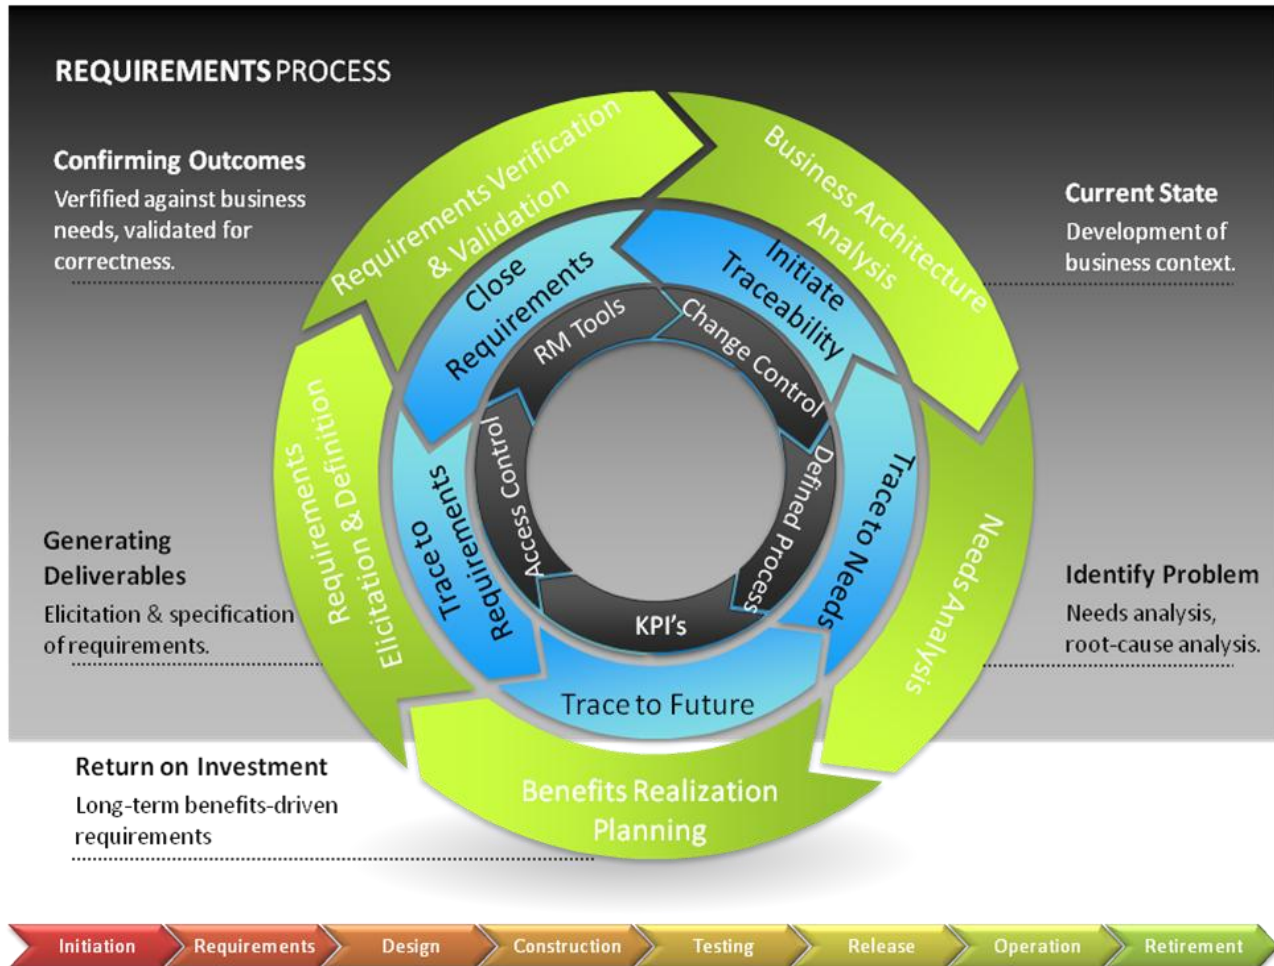 REQUIREMENTS PROCESS
Confirming Outcomes
Verfified against business
needs, validated for
correctness.
Current State
Development of
business context.
Generating
Deliverables
Elicitation & specification
of requirements.
Identify Problem
Needs analysis,
root-cause analysis.
Return on Investment
Long-term benefits-driven
requirements
Requirements Verification
& Validation
Business Architecture
Analysis
Needs Analysis
Benefits Realization
Planning
Requirements
Elicitation & Definition
Close
Requirements
Initiate
Traceability
Trace to Needs
Trace to Future
Trace to
Requirements
RM Tools
Change Control
Defined Process
KPI's
Access Control
Initiation
Requirements
Design
Construction
Testing
Release
Operation
Retirement